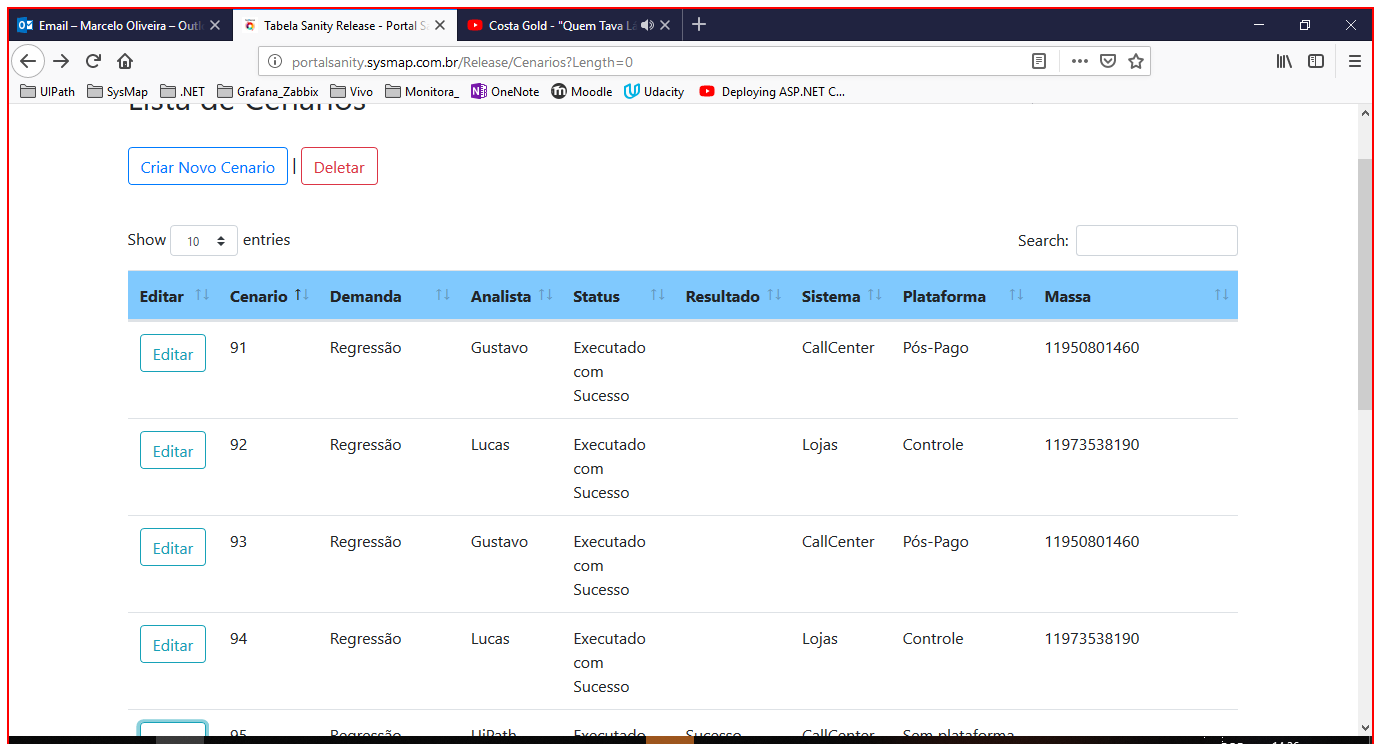 Email – Marcelo Oliveira – Outl
Tabela Sanity Release - Portal S
Costa Gold - "Quem Tava Lá
portalsanity.sysmap.com.br/Release/Cenarios?Length=0
UIPath SysMap .NET Grafana_Zabbix Vivo Monitora_ OneNote Moodle Udacity Deploying ASP.NET C...
Lista de Cenarios
Criar Novo Cenario | Deletar
Show 10 entries Search:
Editar Cenario Demanda Analista Status Resultado Sistema Plataforma Massa
Editar 91 Regressão Gustavo Executado CallCenter Pós-Pago 11950801460
com
Sucesso
Editar 92 Regressão Lucas Executado Lojas Controle 11973538190
com
Sucesso
Editar 93 Regressão Gustavo Executado CallCenter Pós-Pago 11950801460
com
Sucesso
Editar 94 Regressão Lucas Executado Lojas Controle 11973538190
com
Sucesso
95 Regressão UiPath Executado Sucesso CallCenter Sem plataforma